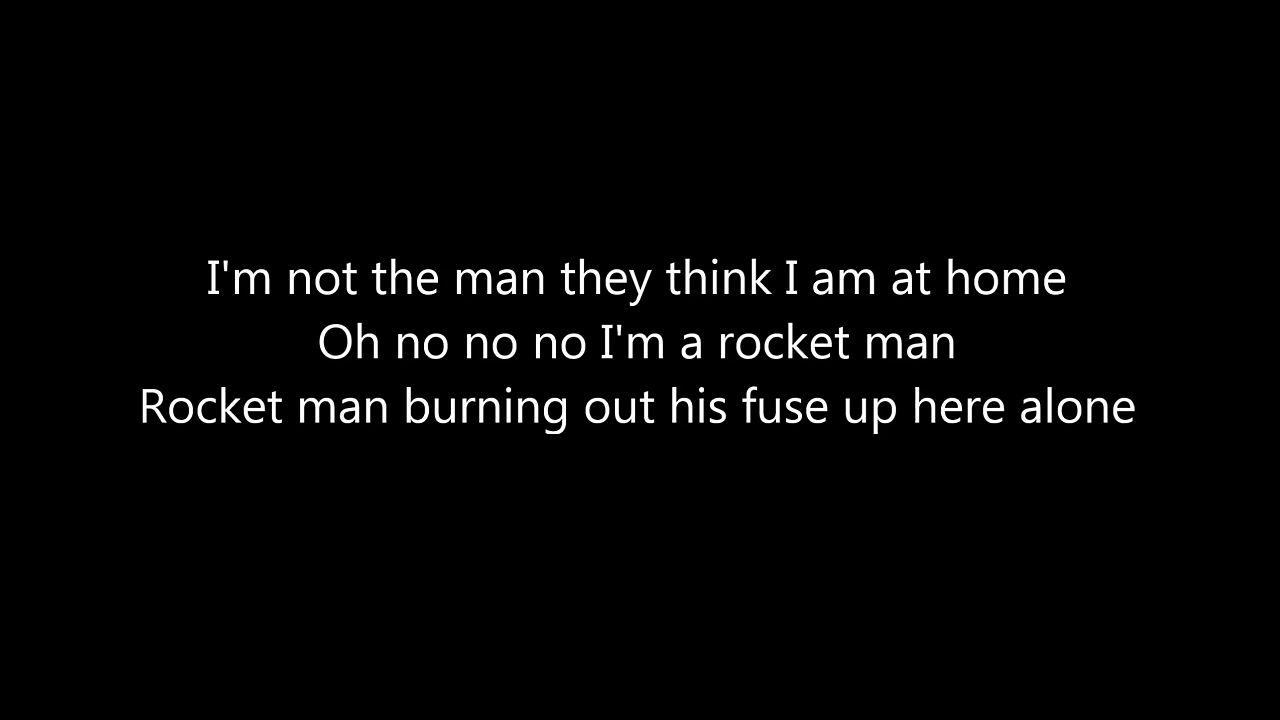 I'm not the man they think I am at home
Oh no no no I'm a rocket man
Rocket man burning out his fuse up here alone